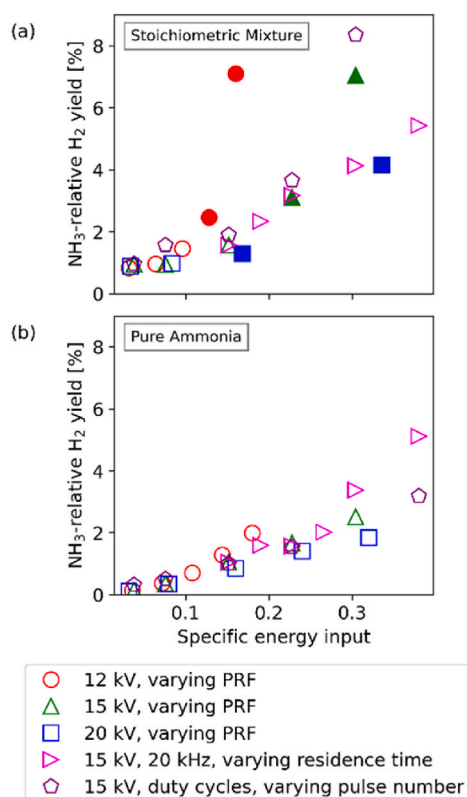 (a)
Stoichiometric Mixture
NH₃-relative H₂ yield [%]
8
6
4
2
0
(b)
Pure Ammonia
NH₃-relative H₂ yield [%]
8
6
4
2
0
0.1 0.2 0.3
Specific energy input
12 kV, varying PRF
15 kV, varying PRF
20 kV, varying PRF
15 kV, 20 kHz, varying residence time
15 kV, duty cycles, varying pulse number